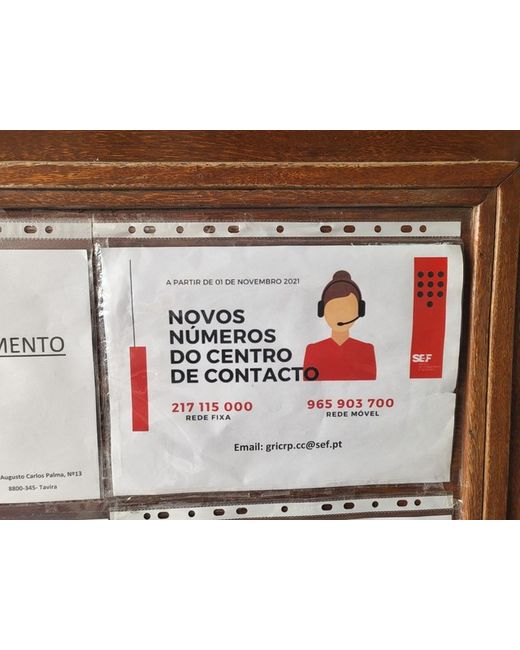 MENTO
Augusto Carlos Palma, Nº13
8800-345- Tavira
A PARTIR DE 01 DE NOVEMBRO 2021
NOVOS
NÚMEROS
DO CENTRO
DE CONTACTO
217 115 000
REDE FIXA
965 903 700
REDE MÓVEL
Email: gricrp.cc@sef.pt
SEF